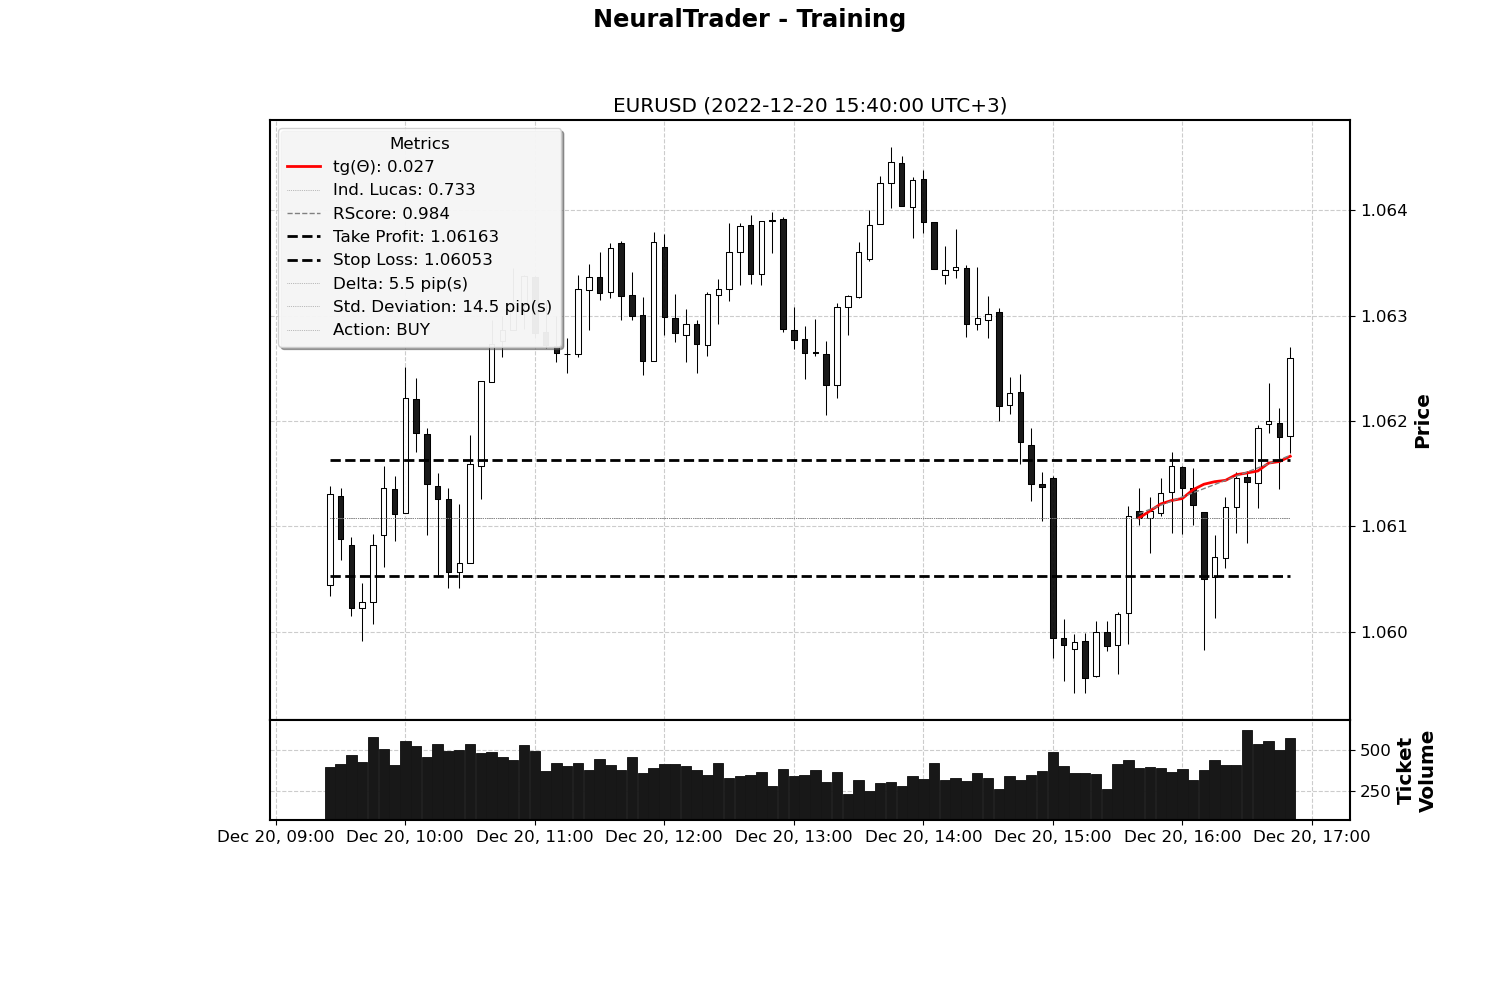 NeuralTrader - Training
EURUSD (2022-12-20 15:40:00 UTC+3)
Metrics
tg(Θ): 0.027
Ind. Lucas: 0.733
RScore: 0.984
Take Profit: 1.06163
Stop Loss: 1.06053
Delta: 5.5 pip(s)
Std. Deviation: 14.5 pip(s)
Action: BUY
1.064
1.063
1.062
1.061
1.060
Price
500
250
Ticket
Volume
Dec 20, 09:00 Dec 20, 10:00 Dec 20, 11:00 Dec 20, 12:00 Dec 20, 13:00 Dec 20, 14:00 Dec 20, 15:00 Dec 20, 16:00 Dec 20, 17:00